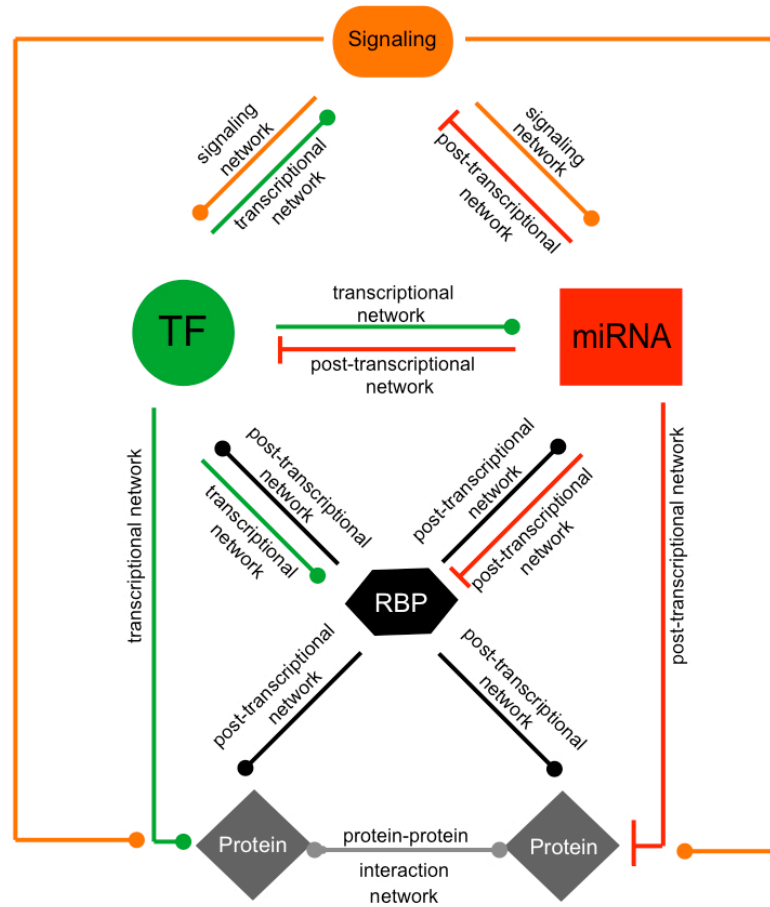 Signaling
signaling
network
transcriptional
network
signaling
network
post-transcriptional
network
TF
transcriptional
network
miRNA
post-transcriptional
network
post-transcriptional
network
transcriptional
network
post-transcriptional
network
post-transcriptional
network
transcriptional network
post-transcriptional network
RBP
post-transcriptional
network
post-transcriptional
network
Protein
protein-protein
interaction
network
Protein